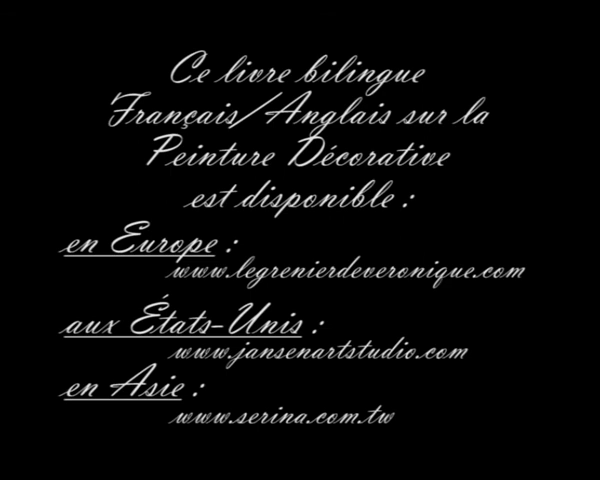 Ce livre bilingue
Français/Anglais sur la
Peinture Décorative
est disponible :
en Europe :
www.legrenierdeveronique.com
aux États-Unis :
www.jansenartstudio.com
en Asie :
www.serina.com.tw